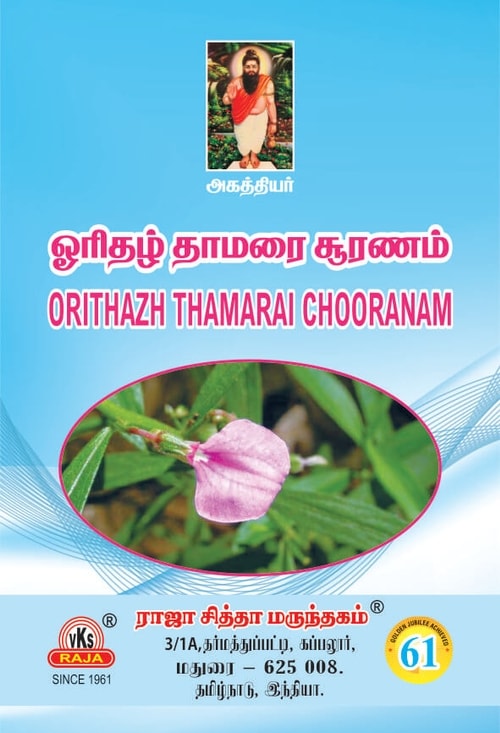 அகத்தியர்
ஓரிதழ் தாமரை சூரணம்
ORITHAZH THAMARAI CHOORANAM
vks ®
RAJA
SINCE 1961
ராஜா சித்தா மருந்தகம்®
3/1A,தர்மத்துப்பட்டி, கப்பலூர்,
மதுரை – 625 008.
தமிழ்நாடு, இந்தியா.
GOLDEN JUBILEE ACHIEVED
61